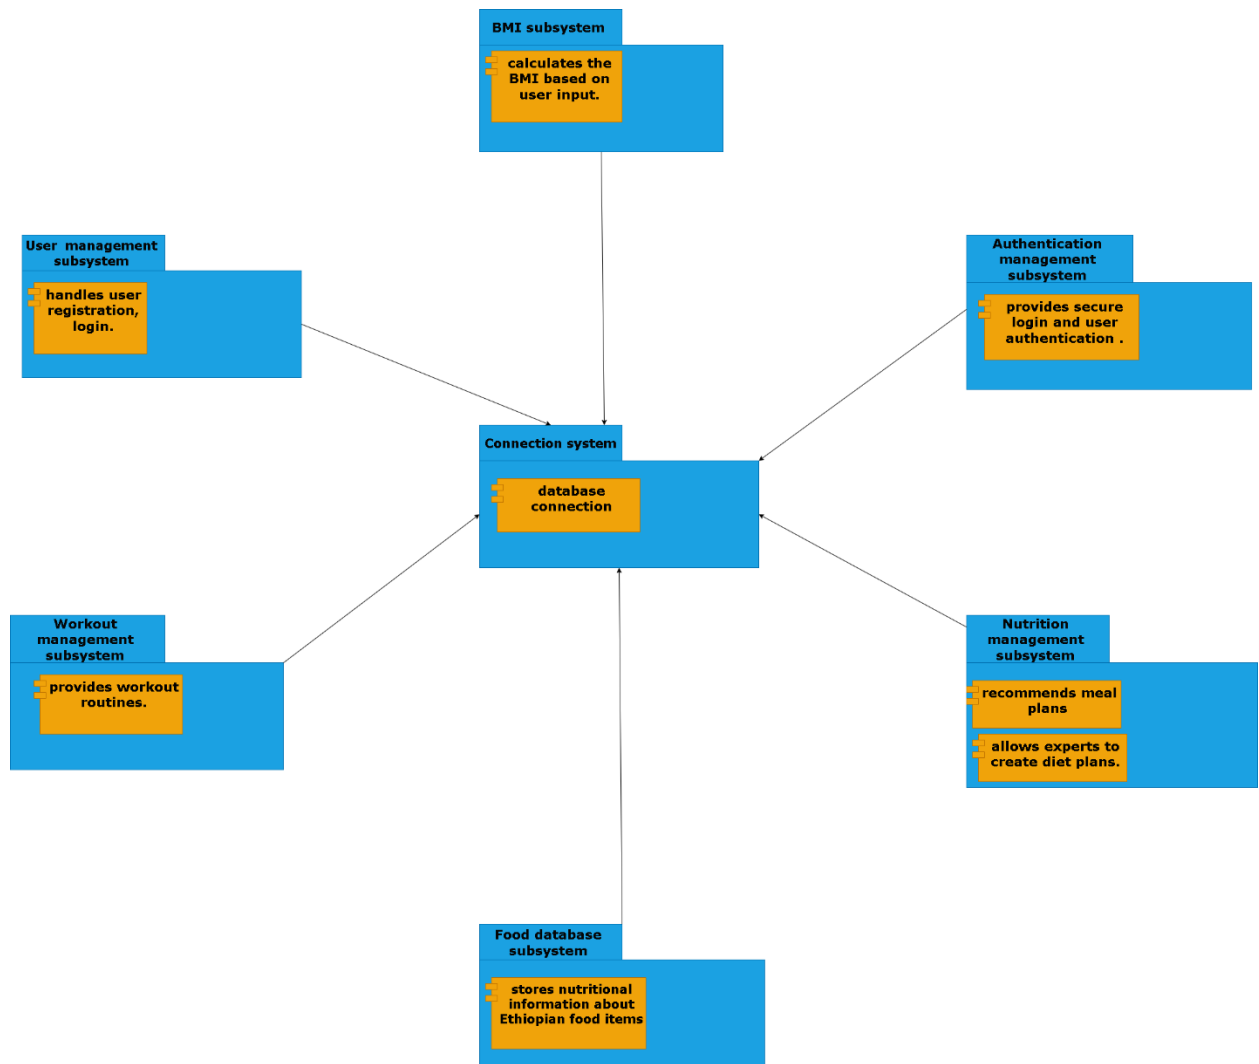 BMI subsystem
calculates the
BMI based on
user input.
User management
subsystem
handles user
registration,
login.
Authentication
management
subsystem
provides secure
login and user
authentication .
Connection system
database
connection
Workout
management
subsystem
provides workout
routines.
Nutrition
management
subsystem
recommends meal
plans
allows experts to
create diet plans.
Food database
subsystem
stores nutritional
information about
Ethiopian food items